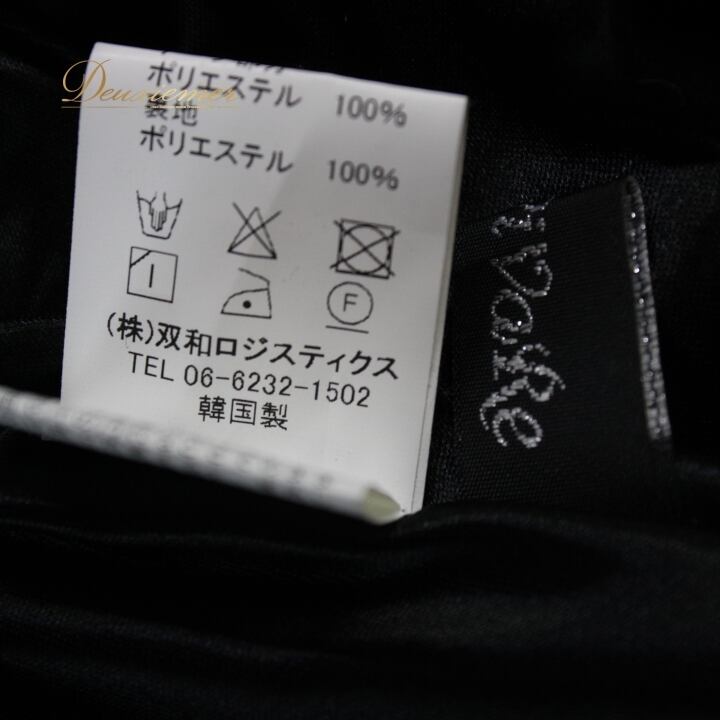 Deuxiemer
ポリエステル 100%
裏地
ポリエステル 100%
F
(株)双和ロジスティクス
TEL 06-6232-1502
韓国製